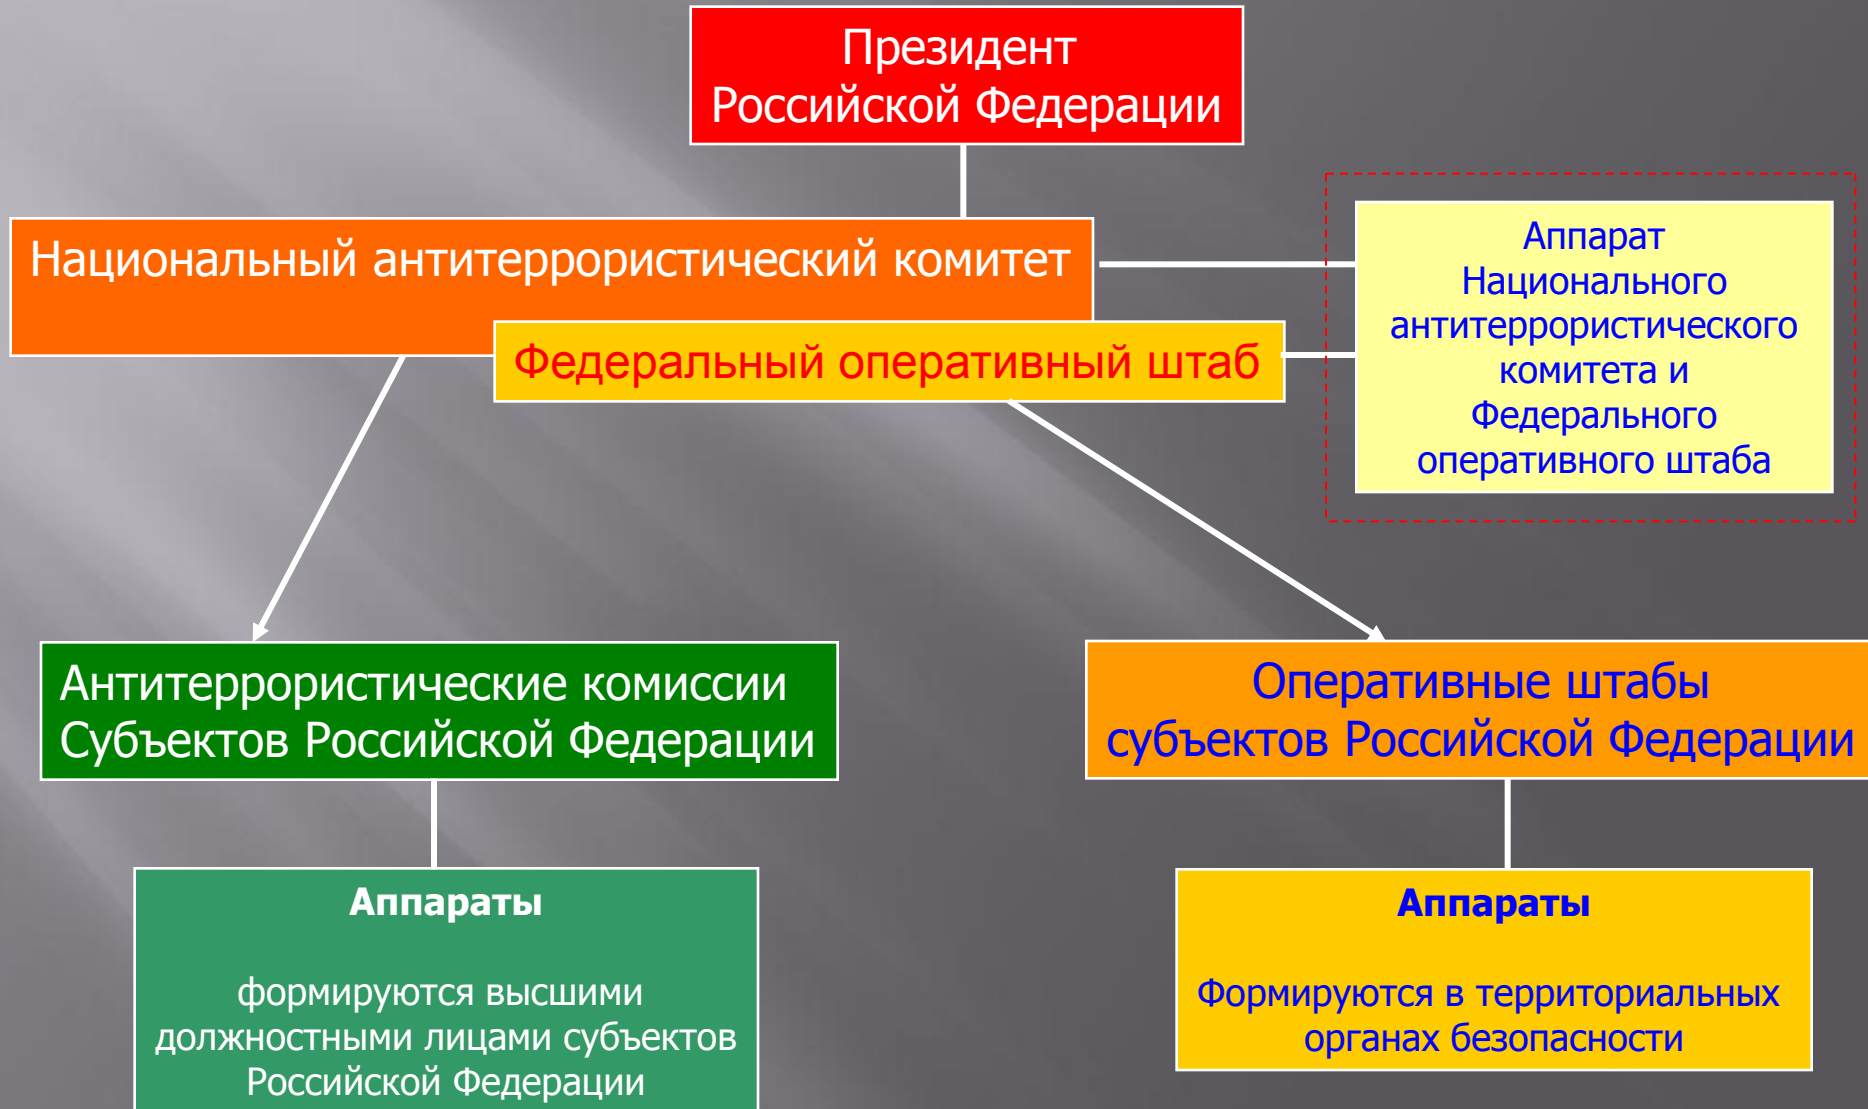 Президент
Российской Федерации
Национальный антитеррористический комитет
Федеральный оперативный штаб
Аппарат
Национального
антитеррористического
комитета и
Федерального
оперативного штаба
Антитеррористические комиссии
Субъектов Российской Федерации
Оперативные штабы
субъектов Российской Федерации
Аппараты
формируются высшими
должностными лицами субъектов
Российской Федерации
Аппараты
Формируются в территориальных
органах безопасности